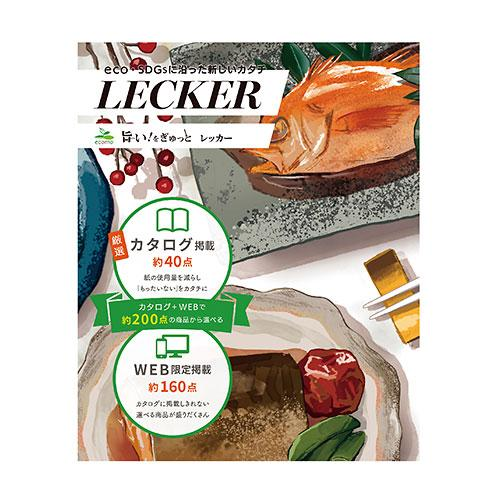 eco・SDGsに沿った新しいカタチ
LECKER
ecomo
旨〜い!をぎゅっと レッカー
厳選
カタログ掲載
約40点
紙の使用量を減らし
「もったいない」をカタチに
カタログ+WEBで
約200点の商品から選べる
WEB限定掲載
約160点
カタログに掲載しきれない
選べる商品が盛りだくさん